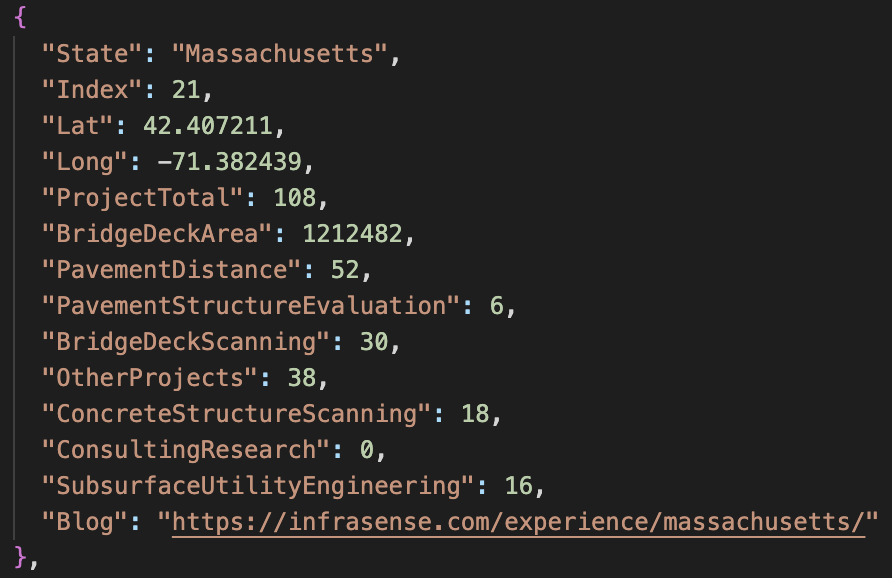 {
"State": "Massachusetts",
"Index": 21,
"Lat": 42.407211,
"Long": -71.382439,
"ProjectTotal": 108,
"BridgeDeckArea": 1212482,
"PavementDistance": 52,
"PavementStructureEvaluation": 6,
"BridgeDeckScanning": 30,
"OtherProjects": 38,
"ConcreteStructureScanning": 18,
"ConsultingResearch": 0,
"SubsurfaceUtilityEngineering": 16,
"Blog": "https://infrasense.com/experience/massachusetts/"
},